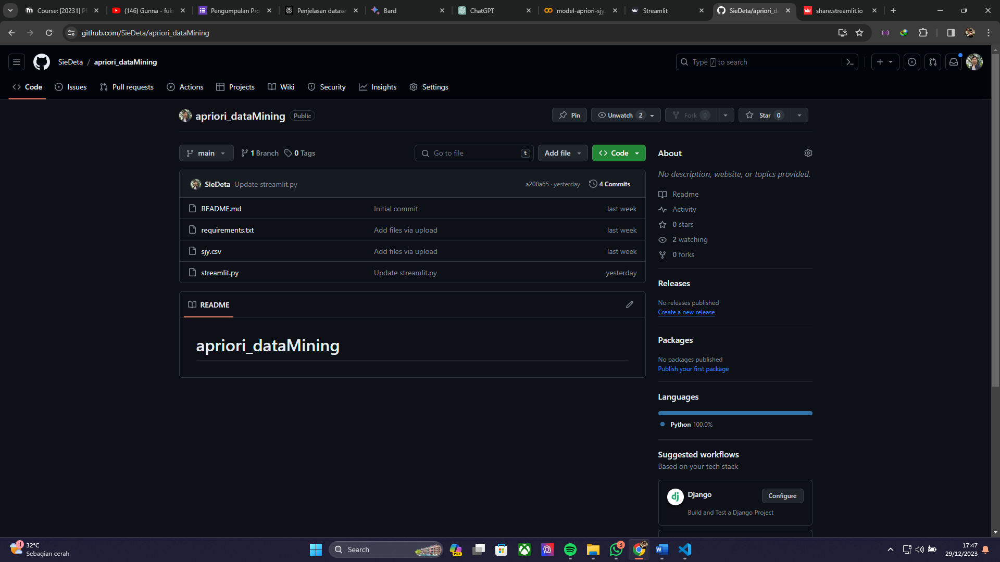 Course: [20231] P
(146) Gunna - fuk
Pengumpulan Pro
Penjelasan datase
Bard
ChatGPT
model-apriori-sjy.
Streamlit
SieDeta/apriori_da
share.streamlit.io
github.com/SieDeta/apriori_dataMining
SieDeta / apriori_dataMining
Type / to search
Code
Issues
Pull requests
Actions
Projects
Wiki
Security
Insights
Settings
apriori_dataMining
Public
Pin
Unwatch 2
Fork 0
Star 0
main
1 Branch
0 Tags
Go to file
t
Add file
Code
About
No description, website, or topics provided.
SieDeta Update streamlit.py
a208a65 · yesterday
4 Commits
README.md Initial commit last week
requirements.txt Add files via upload last week
sjy.csv Add files via upload last week
streamlit.py Update streamlit.py yesterday
README
apriori_dataMining
Readme
Activity
0 stars
2 watching
0 forks
Releases
No releases published
Create a new release
Packages
No packages published
Publish your first package
Languages
Python 100.0%
Suggested workflows
Based on your tech stack
dj
Django
Configure
Build and Test a Django Project
1
32°C
Sebagian cerah
Search
PRE
3
17:47
29/12/2023